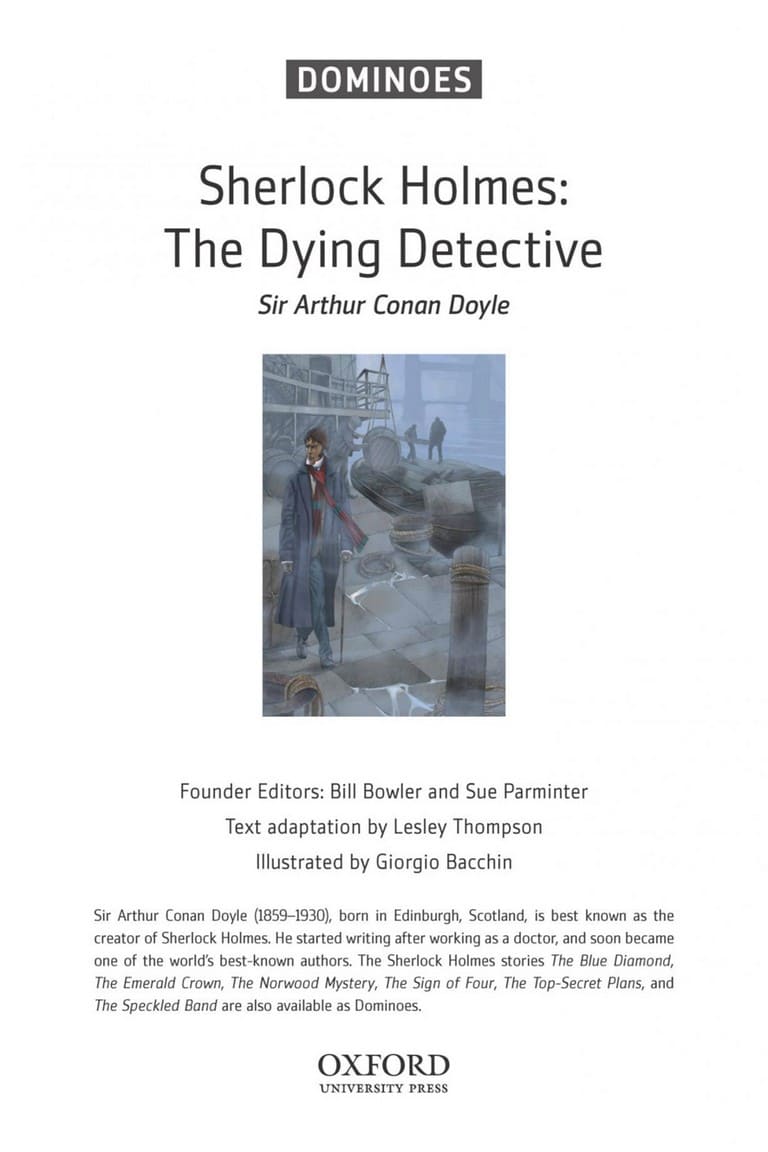 DOMINOES
Sherlock Holmes:
The Dying Detective
Sir Arthur Conan Doyle
Founder Editors: Bill Bowler and Sue Parminter
Text adaptation by Lesley Thompson
Illustrated by Giorgio Bacchin
Sir Arthur Conan Doyle (1859–1930), born in Edinburgh, Scotland, is best known as the
creator of Sherlock Holmes. He started writing after working as a doctor, and soon became
one of the world's best-known authors. The Sherlock Holmes stories The Blue Diamond,
The Emerald Crown, The Norwood Mystery, The Sign of Four, The Top-Secret Plans, and
The Speckled Band are also available as Dominoes.
OXFORD
UNIVERSITY PRESS